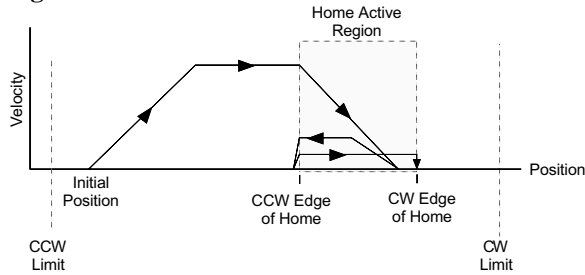 Home Active
Region
Velocity
Position
Initial
Position
CCW Edge
of Home
CW Edge
of Home
CCW
Limit
CW
Limit